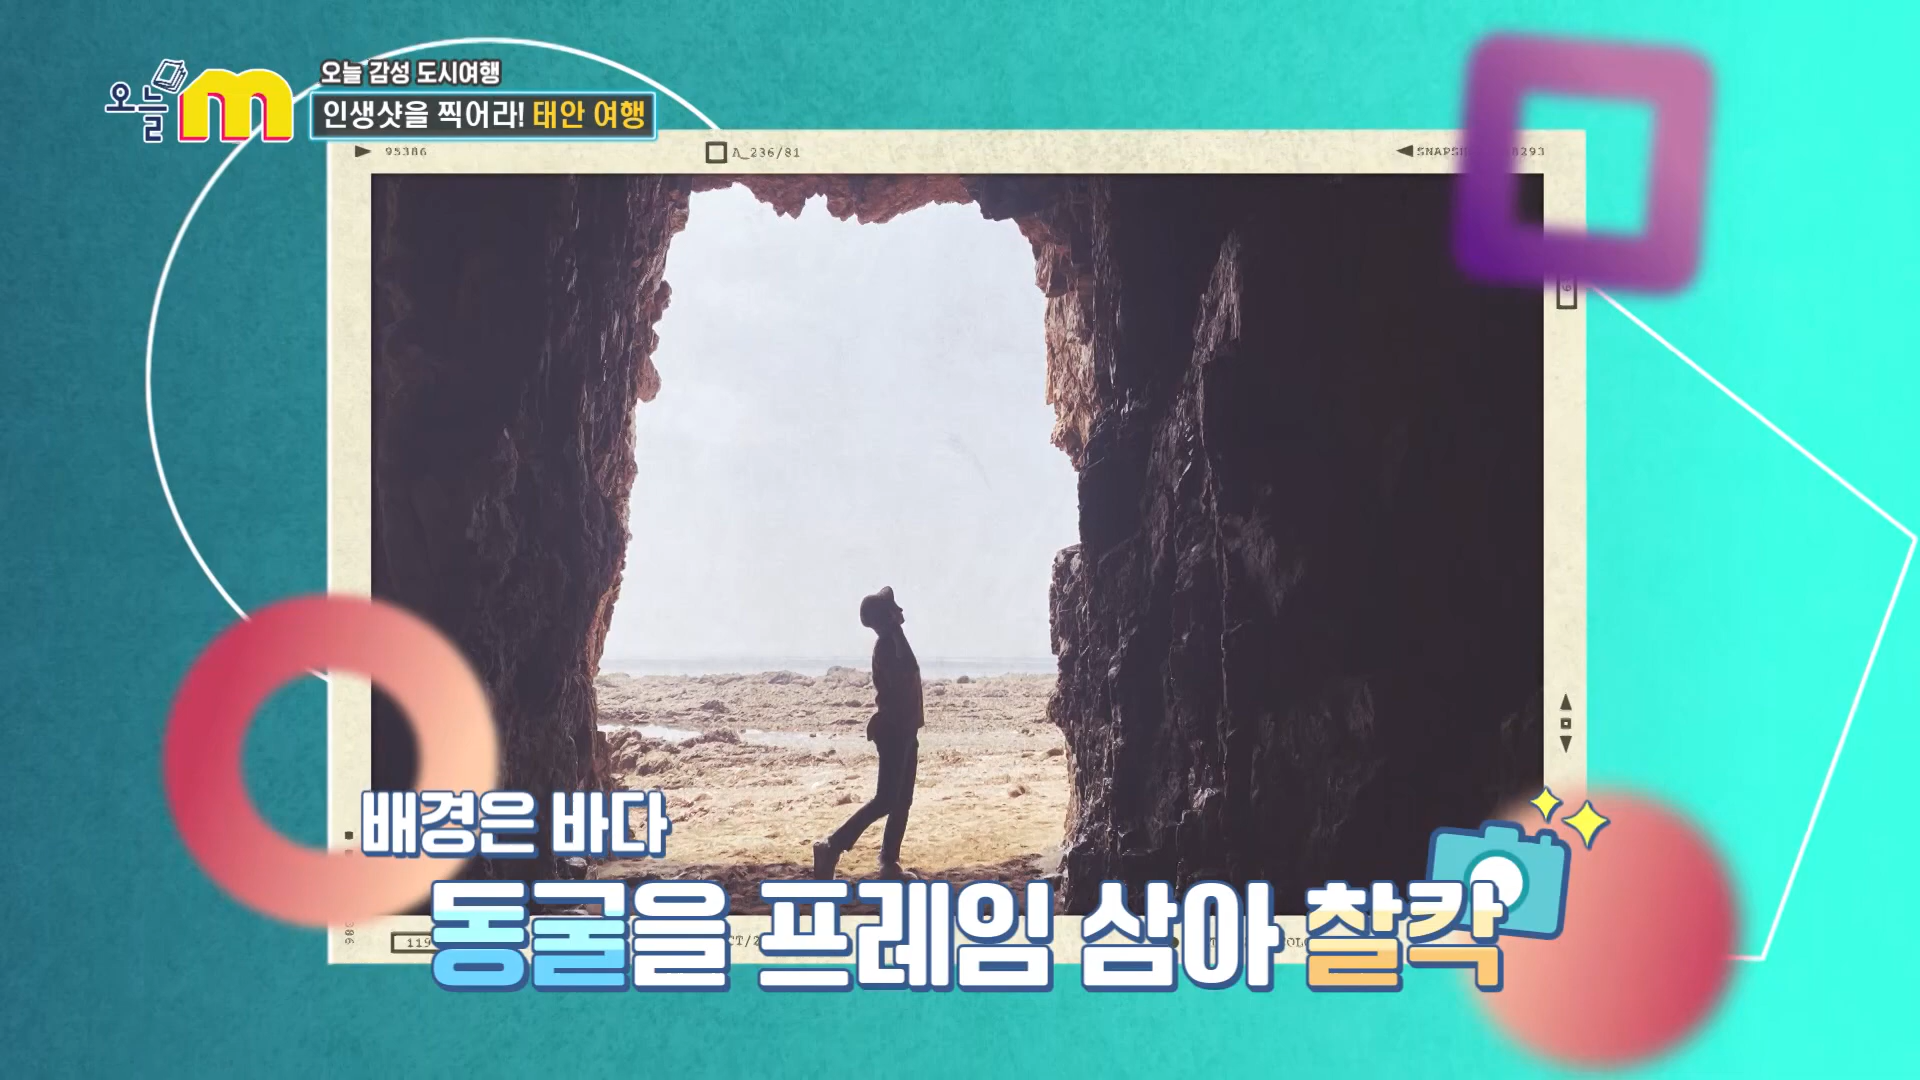 오늘 m
오늘 감성 도시여행
인생샷을 찍어라! 태안 여행
95386
A_236/81
배경은 바다
동굴을 프레임 삼아 찰칵